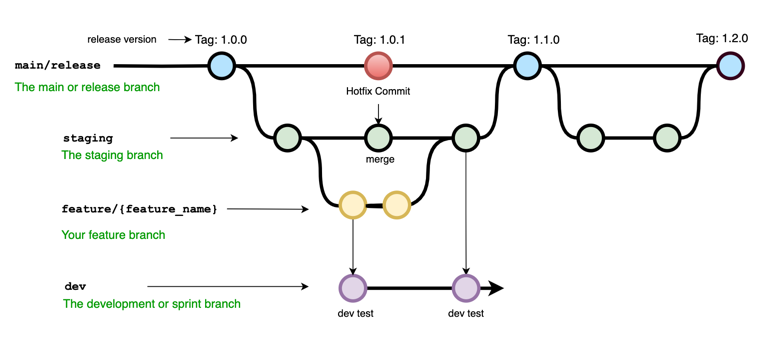 release version
Tag: 1.0.0
Tag: 1.0.1
Tag: 1.1.0
Tag: 1.2.0
main/release
The main or release branch
Hotfix Commit
staging
The staging branch
merge
feature/{feature_name}
Your feature branch
dev
The development or sprint branch
dev test
dev test